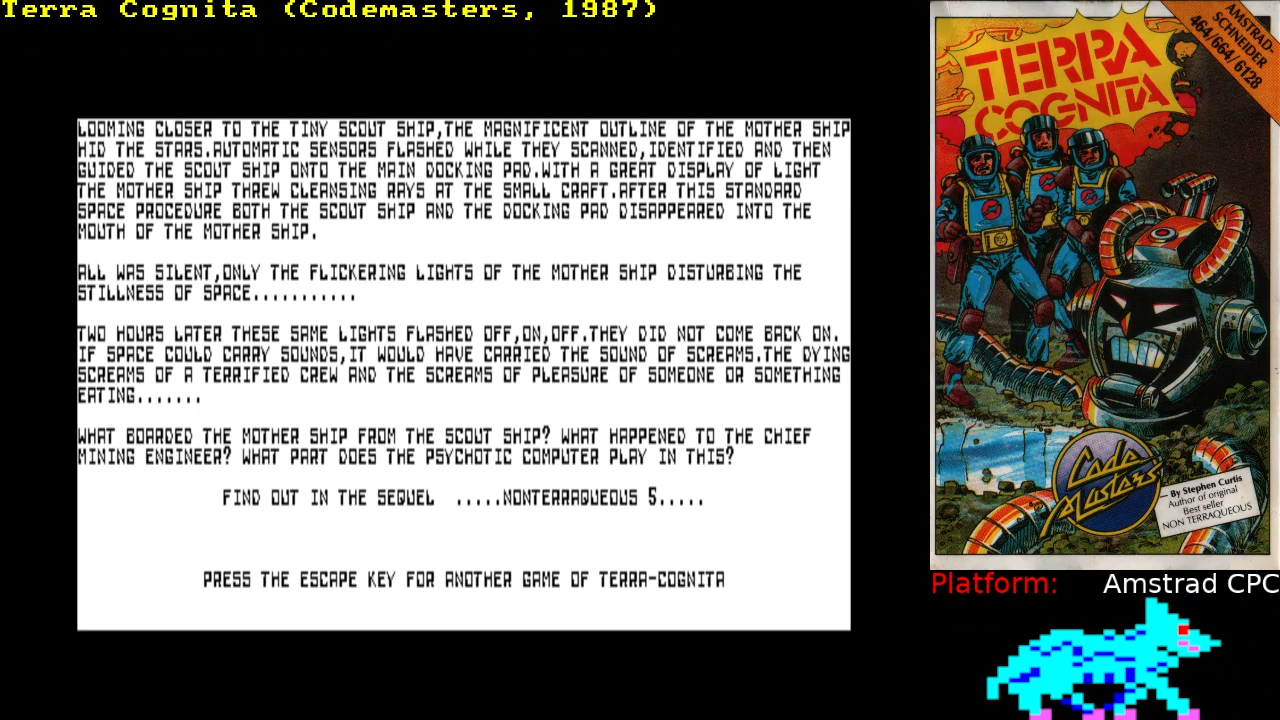 Terra Cognita (Codemasters, 1987)
LOOMING CLOSER TO THE TINY SCOUT SHIP,THE MAGNIFICENT OUTLINE OF THE MOTHER SHIP
HID THE STARS.AUTOMATIC SENSORS FLASHED WHILE THEY SCANNED,IDENTIFIED AND THEN
GUIDED THE SCOUT SHIP ONTO THE MAIN DOCKING PAD.WITH A GREAT DISPLAY OF LIGHT
THE MOTHER SHIP THREW CLEANSING RAYS AT THE SMALL CRAFT.AFTER THIS STANDARD
SPACE PROCEDURE BOTH THE SCOUT SHIP AND THE DOCKING PAD DISAPPEARED INTO THE
MOUTH OF THE MOTHER SHIP.
ALL WAS SILENT,ONLY THE FLICKERING LIGHTS OF THE MOTHER SHIP DISTURBING THE
STILLNESS OF SPACE...........
TWO HOURS LATER THESE SAME LIGHTS FLASHED OFF,ON,OFF.THEY DID NOT COME BACK ON.
IF SPACE COULD CARRY SOUNDS,IT WOULD HAVE CARRIED THE SOUND OF SCREAMS.THE DYING
SCREAMS OF A TERRIFIED CREW AND THE SCREAMS OF PLEASURE OF SOMEONE OR SOMETHING
EATING.......
WHAT BOARDED THE MOTHER SHIP FROM THE SCOUT SHIP? WHAT HAPPENED TO THE CHIEF
MINING ENGINEER? WHAT PART DOES THE PSYCHOTIC COMPUTER PLAY IN THIS?
FIND OUT IN THE SEQUEL .....NONTERRAQUEOUS 5.....
PRESS THE ESCAPE KEY FOR ANOTHER GAME OF TERRA-COGNITA
AMSTRAD-
SCHNEIDER
464/664/6128
TERRA
COGNITA
Code
Masters
By Stephen Curtis
Author of original
Best seller
NON TERRAQUEOUS
Platform: Amstrad CPC